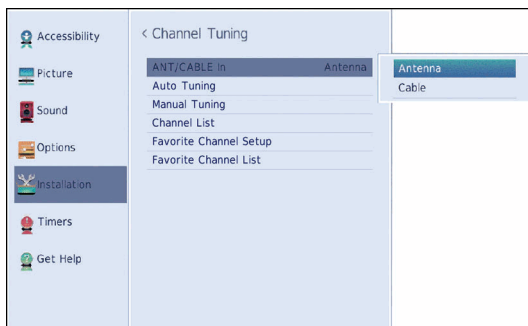 Accessibility
Picture
Sound
Options
Installation
Timers
Get Help
< Channel Tuning
ANT/CABLE In Antenna
Auto Tuning
Manual Tuning
Channel List
Favorite Channel Setup
Favorite Channel List
Antenna
Cable